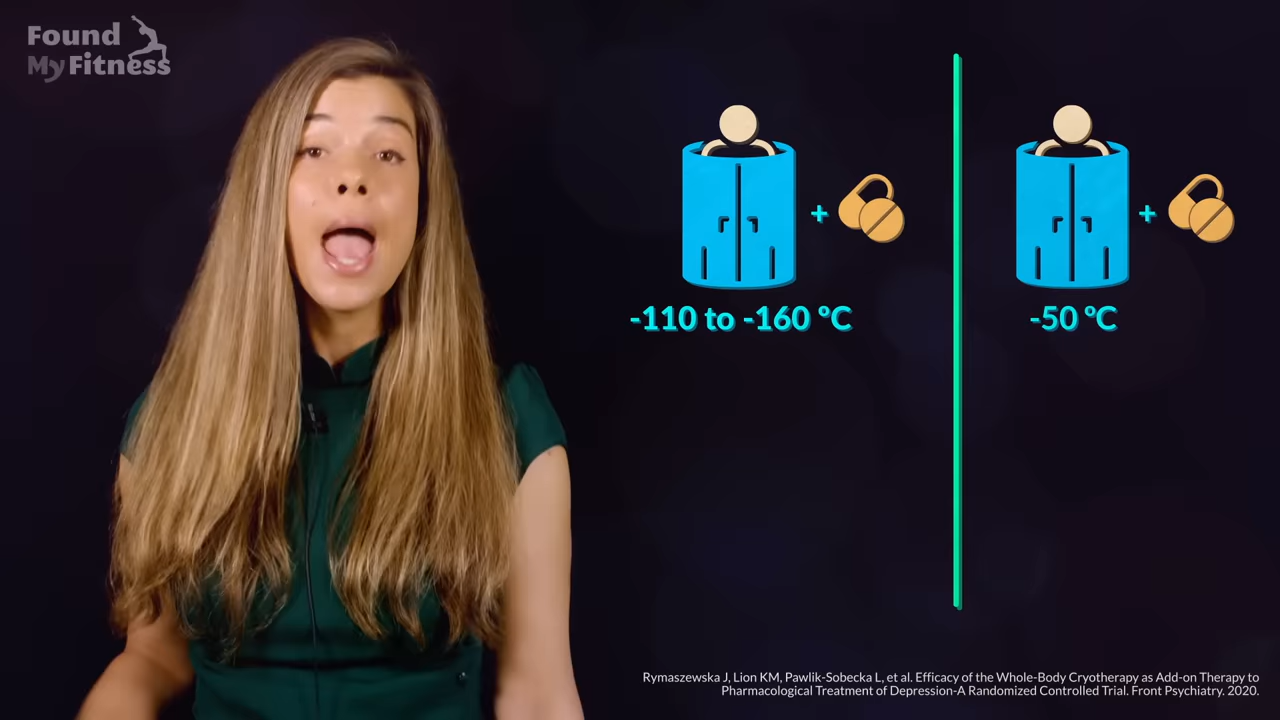 Found
MyFitness
+
+
-110 to -160 °C
-50 °C
Rymaszewska J, Lion KM, Pawlik-Sobecka L, et al. Efficacy of the Whole-Body Cryotherapy as Add-on Therapy to
Pharmacological Treatment of Depression-A Randomized Controlled Trial. Front Psychiatry. 2020.